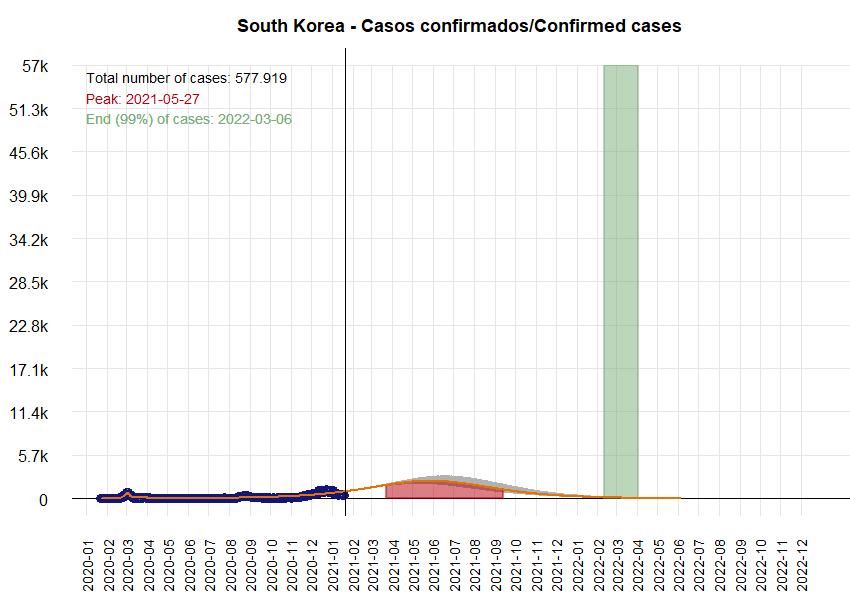 South Korea - Casos confirmados/Confirmed cases
57k
51.3k
45.6k
39.9k
34.2k
28.5k
22.8k
17.1k
11.4k
5.7k
0
Total number of cases: 577.919
Peak: 2021-05-27
End (99%) of cases: 2022-03-06
2020-01
2020-02
2020-03
2020-04
2020-05
2020-06
2020-07
2020-08
2020-09
2020-10
2020-11
2020-12
2021-01
2021-02
2021-03
2021-04
2021-05
2021-06
2021-07
2021-08
2021-09
2021-10
2021-11
2021-12
2022-01
2022-02
2022-03
2022-04
2022-05
2022-06
2022-07
2022-08
2022-09
2022-10
2022-11
2022-12